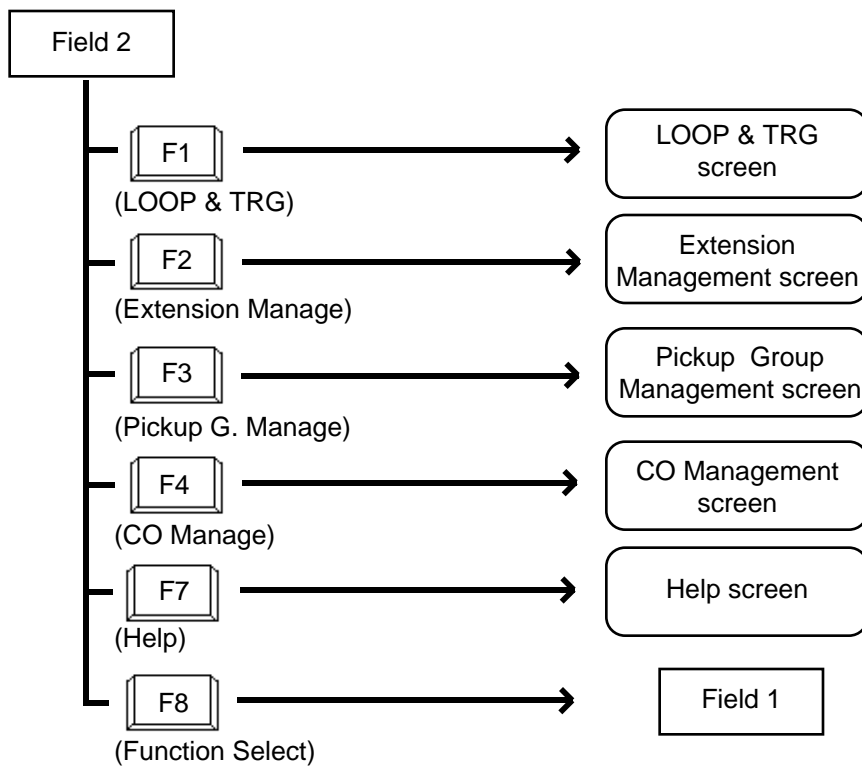 Field 2
F1
(LOOP & TRG)
LOOP & TRG
screen
F2
(Extension Manage)
Extension
Management screen
F3
(Pickup G. Manage)
Pickup Group
Management screen
F4
(CO Manage)
CO Management
screen
F7
(Help)
Help screen
F8
(Function Select)
Field 1